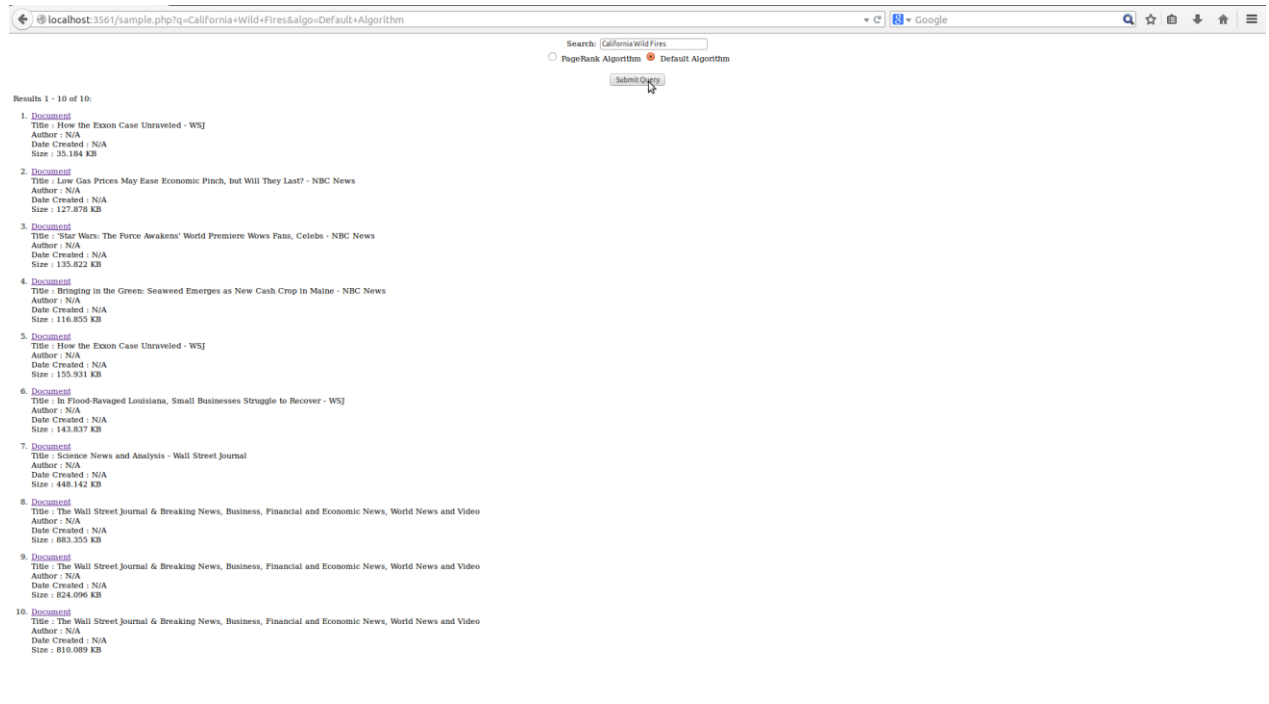 localhost:3561/sample.php?q=California+Wild+Fires&algo=Default+Algorithm
Google
Search: California Wild Fires
PageRank Algorithm Default Algorithm
Submit Query
Results 1 - 10 of 10:
1. Document
Title : How the Exxon Case Unraveled - WSJ
Author : N/A
Date Created : N/A
Size : 35.184 KB
2. Document
Title : Low Gas Prices May Ease Economic Pinch, but Will They Last? - NBC News
Author : N/A
Date Created : N/A
Size : 127.878 KB
3. Document
Title : 'Star Wars: The Force Awakens' World Premiere Wows Fans, Celebs - NBC News
Author : N/A
Date Created : N/A
Size : 135.822 KB
4. Document
Title : Bringing in the Green: Seaweed Emerges as New Cash Crop in Maine - NBC News
Author : N/A
Date Created : N/A
Size : 116.855 KB
5. Document
Title : How the Exxon Case Unraveled - WSJ
Author : N/A
Date Created : N/A
Size : 155.931 KB
6. Document
Title : In Flood-Ravaged Louisiana, Small Businesses Struggle to Recover - WSJ
Author : N/A
Date Created : N/A
Size : 143.837 KB
7. Document
Title : Science News and Analysis - Wall Street Journal
Author : N/A
Date Created : N/A
Size : 448.142 KB
8. Document
Title : The Wall Street Journal & Breaking News, Business, Financial and Economic News, World News and Video
Author : N/A
Date Created : N/A
Size : 883.355 KB
9. Document
Title : The Wall Street Journal & Breaking News, Business, Financial and Economic News, World News and Video
Author : N/A
Date Created : N/A
Size : 824.096 KB
10. Document
Title : The Wall Street Journal & Breaking News, Business, Financial and Economic News, World News and Video
Author : N/A
Date Created : N/A
Size : 810.089 KB